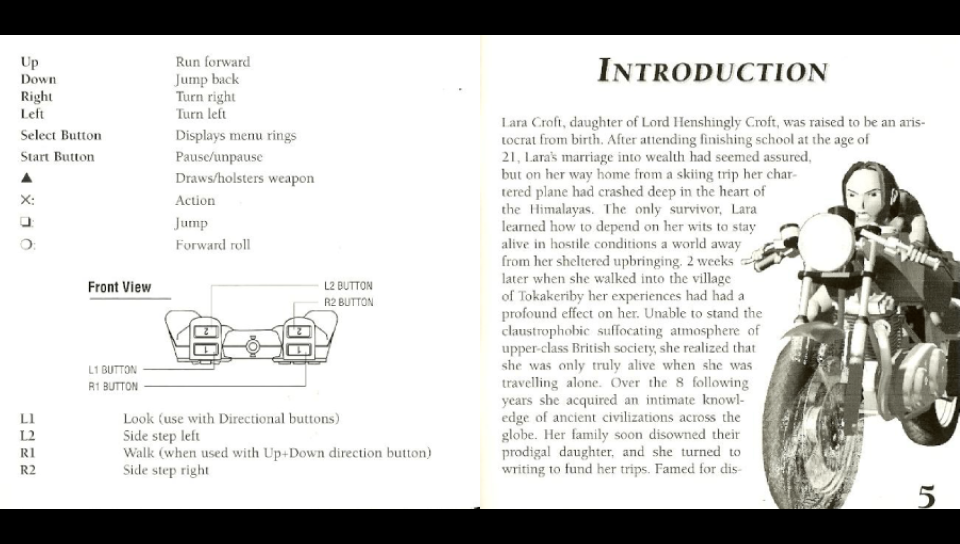 Up Run forward
Down Jump back
Right Turn right
Left Turn left
Select Button Displays menu rings
Start Button Pause/unpause
▲ Draws/holsters weapon
✕: Action
❏: Jump
❍: Forward roll
Front View
L2 BUTTON
R2 BUTTON
2 2
1 1
L1 BUTTON
R1 BUTTON
L1 Look (use with Directional buttons)
L2 Side step left
R1 Walk (when used with Up+Down direction button)
R2 Side step right
INTRODUCTION
Lara Croft, daughter of Lord Henshingly Croft, was raised to be an aris-
tocrat from birth. After attending finishing school at the age of
21, Lara's marriage into wealth had seemed assured,
but on her way home from a skiing trip her char-
tered plane had crashed deep in the heart of
the Himalayas. The only survivor, Lara
learned how to depend on her wits to stay
alive in hostile conditions a world away
from her sheltered upbringing. 2 weeks
later when she walked into the village
of Tokakeriby her experiences had had a
profound effect on her. Unable to stand the
claustrophobic suffocating atmosphere of
upper-class British society, she realized that
she was only truly alive when she was
travelling alone. Over the 8 following
years she acquired an intimate knowl-
edge of ancient civilizations across the
globe. Her family soon disowned their
prodigal daughter, and she turned to
writing to fund her trips. Famed for dis-
5